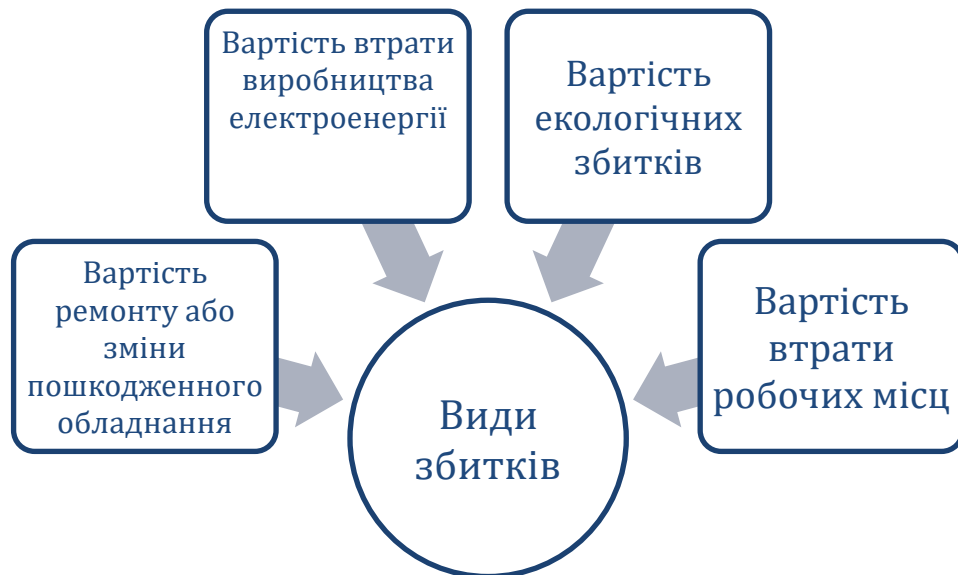 Вартість втрати
виробництва
електроенергії
Вартість
екологічних
збитків
Вартість
ремонту або
зміни
пошкодженного
обладнання
Вартість
втрати
робочих місц
Види
збитків